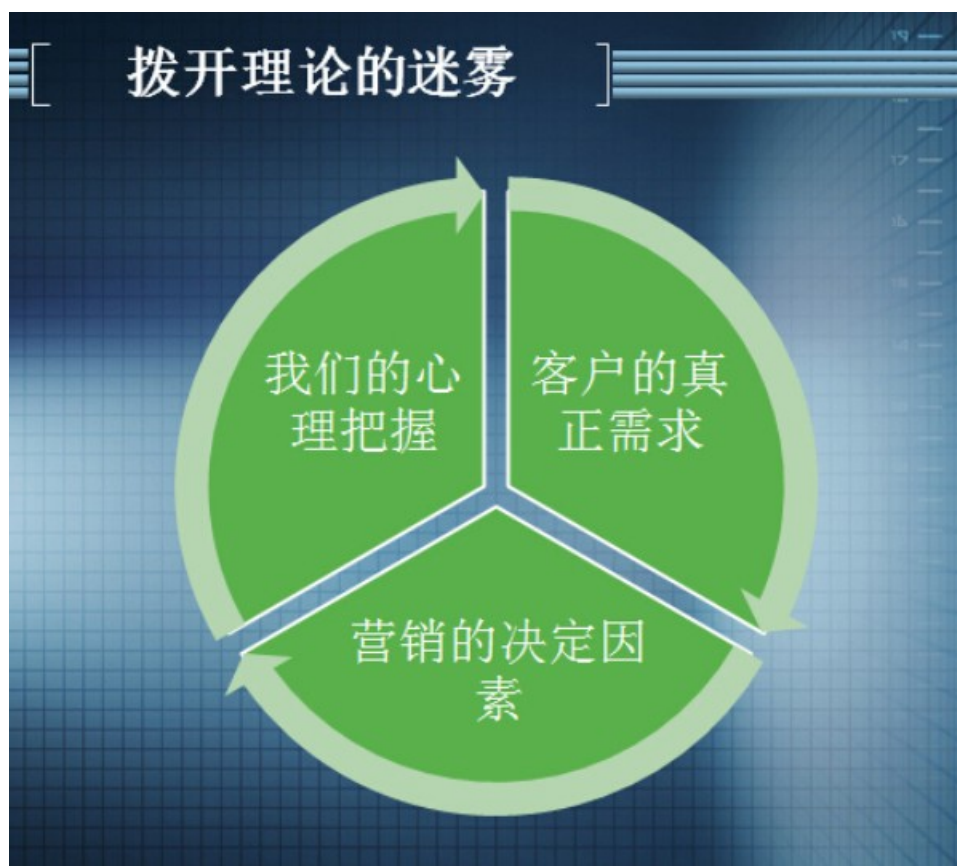 拨开理论的迷雾
我们的心
理把握
客户的真
正需求
营销的决定因
素